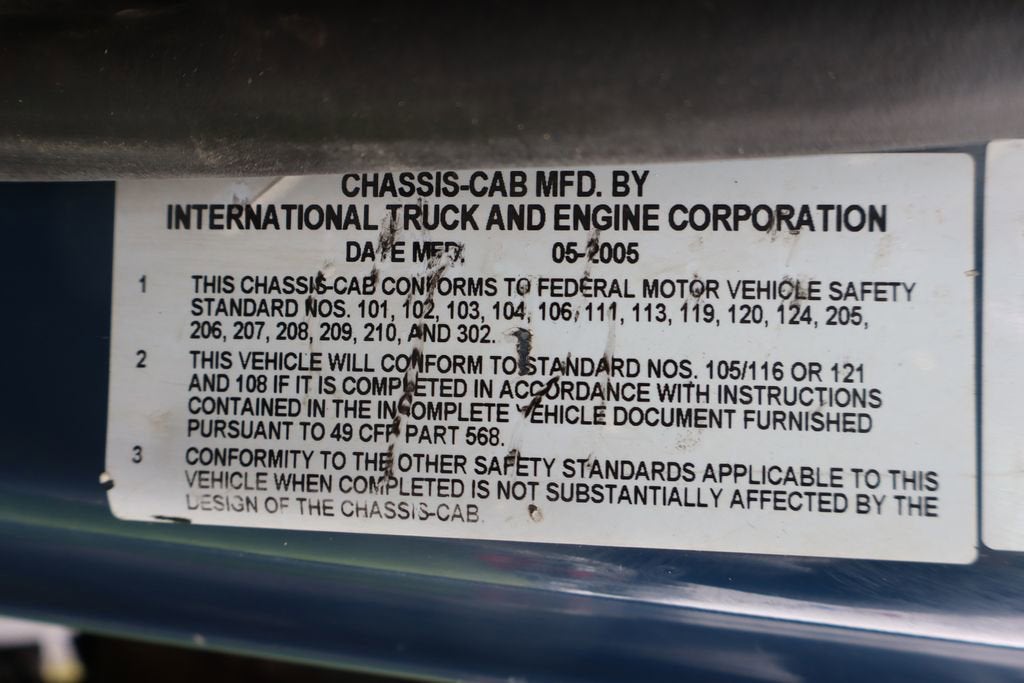 CHASSIS-CAB MFD. BY
INTERNATIONAL TRUCK AND ENGINE CORPORATION
DATE MFD. 05-2005
1 THIS CHASSIS-CAB CONFORMS TO FEDERAL MOTOR VEHICLE SAFETY
STANDARD NOS. 101, 102, 103, 104, 106, 111, 113, 119, 120, 124, 205,
206, 207, 208, 209, 210, AND 302.
2 THIS VEHICLE WILL CONFORM TO STANDARD NOS. 105/116 OR 121
AND 108 IF IT IS COMPLETED IN ACCORDANCE WITH INSTRUCTIONS
CONTAINED IN THE INCOMPLETE VEHICLE DOCUMENT FURNISHED
PURSUANT TO 49 CFR PART 568.
3 CONFORMITY TO THE OTHER SAFETY STANDARDS APPLICABLE TO THIS
VEHICLE WHEN COMPLETED IS NOT SUBSTANTIALLY AFFECTED BY THE
DESIGN OF THE CHASSIS-CAB.